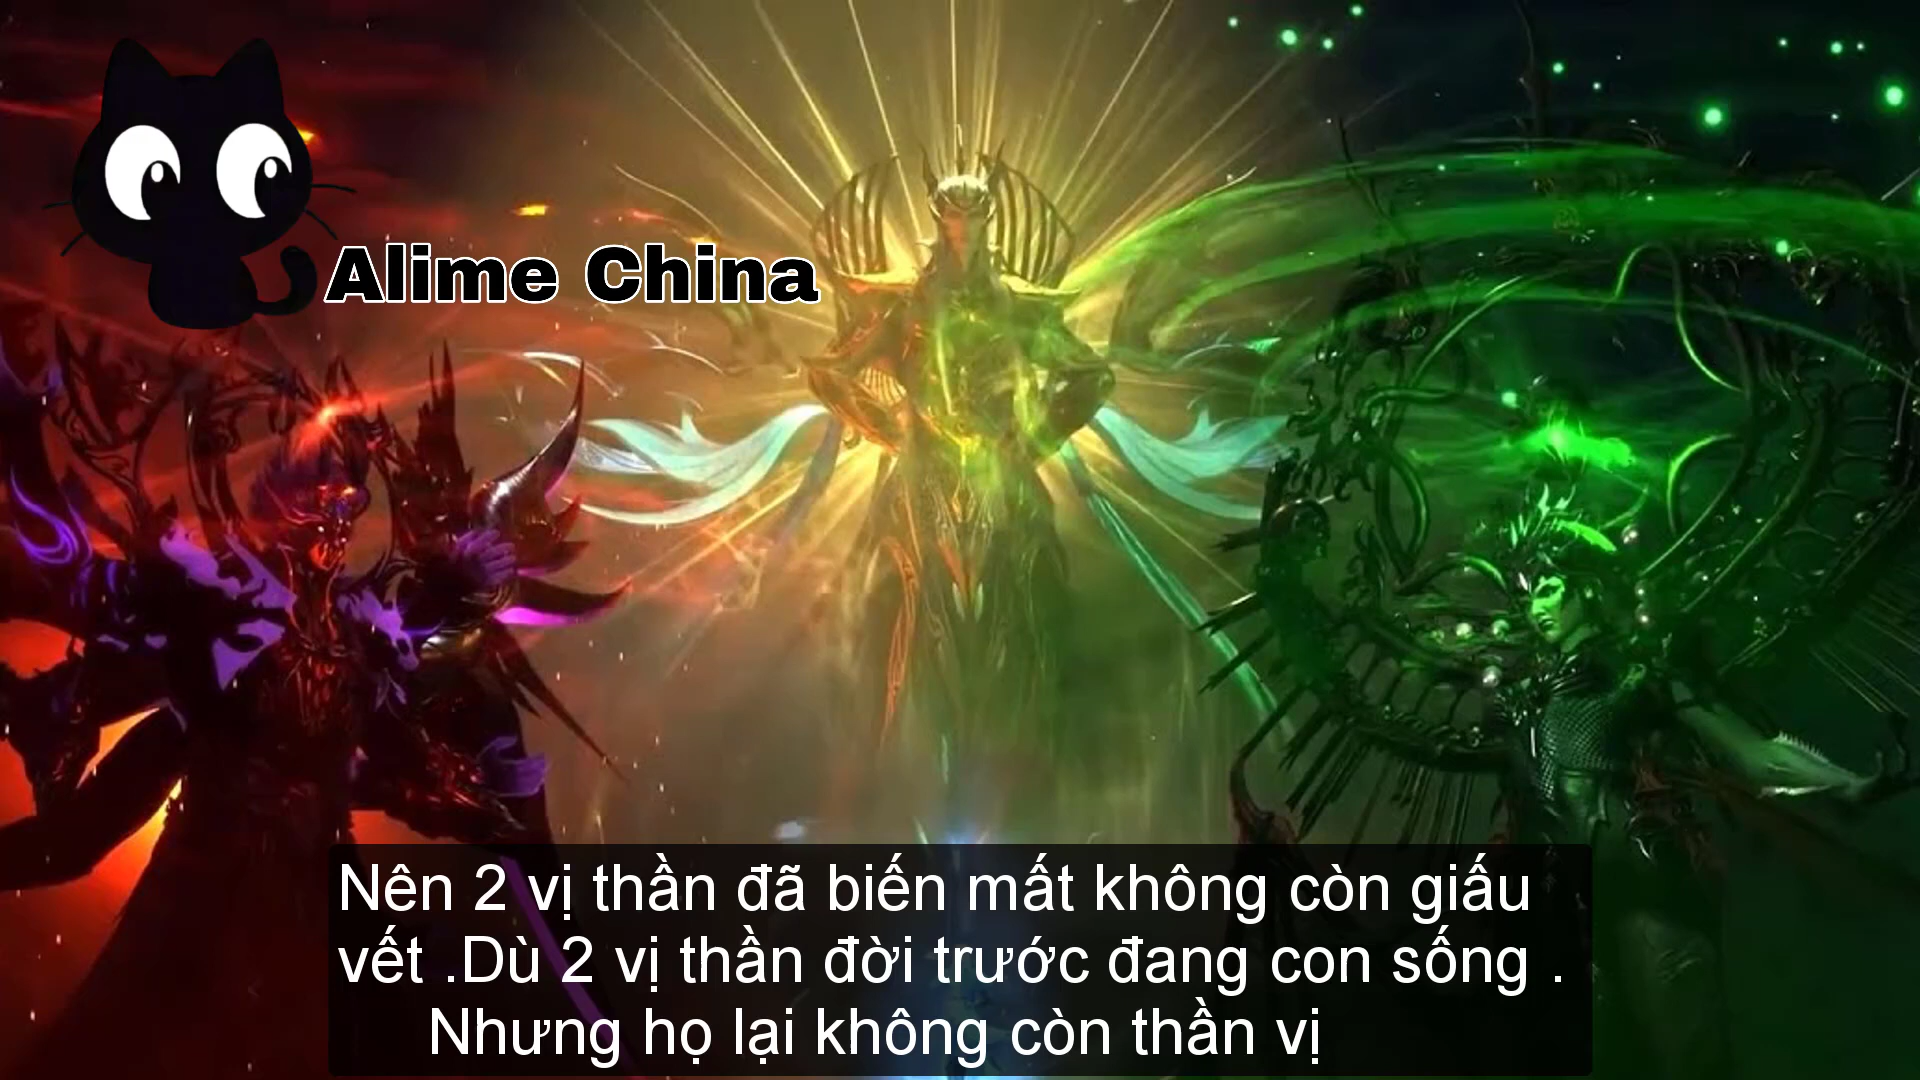 Alime China
Nên 2 vị thần đã biến mất không còn giấu
vết .Dù 2 vị thần đời trước đang con sống .
Nhưng họ lại không còn thần vị